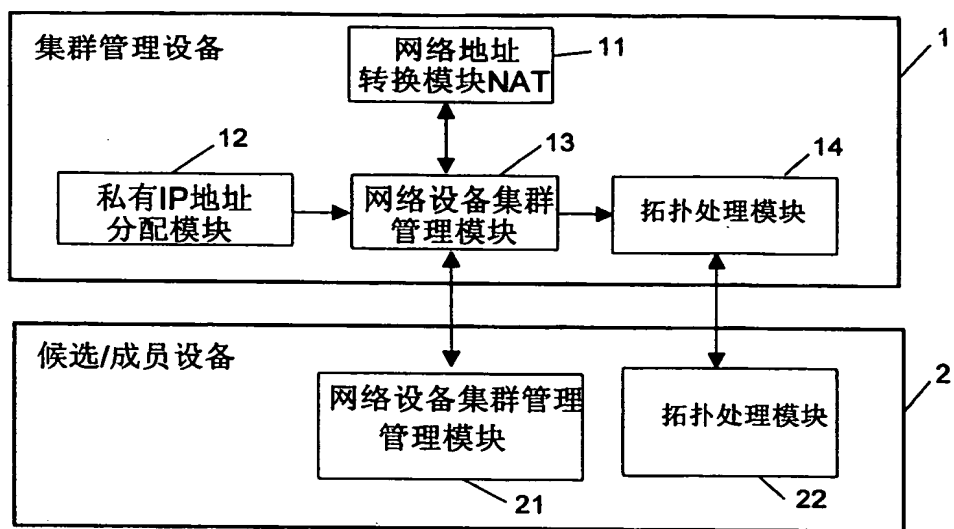 集群管理设备
网络地址
转换模块NAT
11
1
12
私有IP地址
分配模块
13
网络设备集群
管理模块
14
拓扑处理模块
候选/成员设备
2
网络设备集群管理
管理模块
21
拓扑处理模块
22